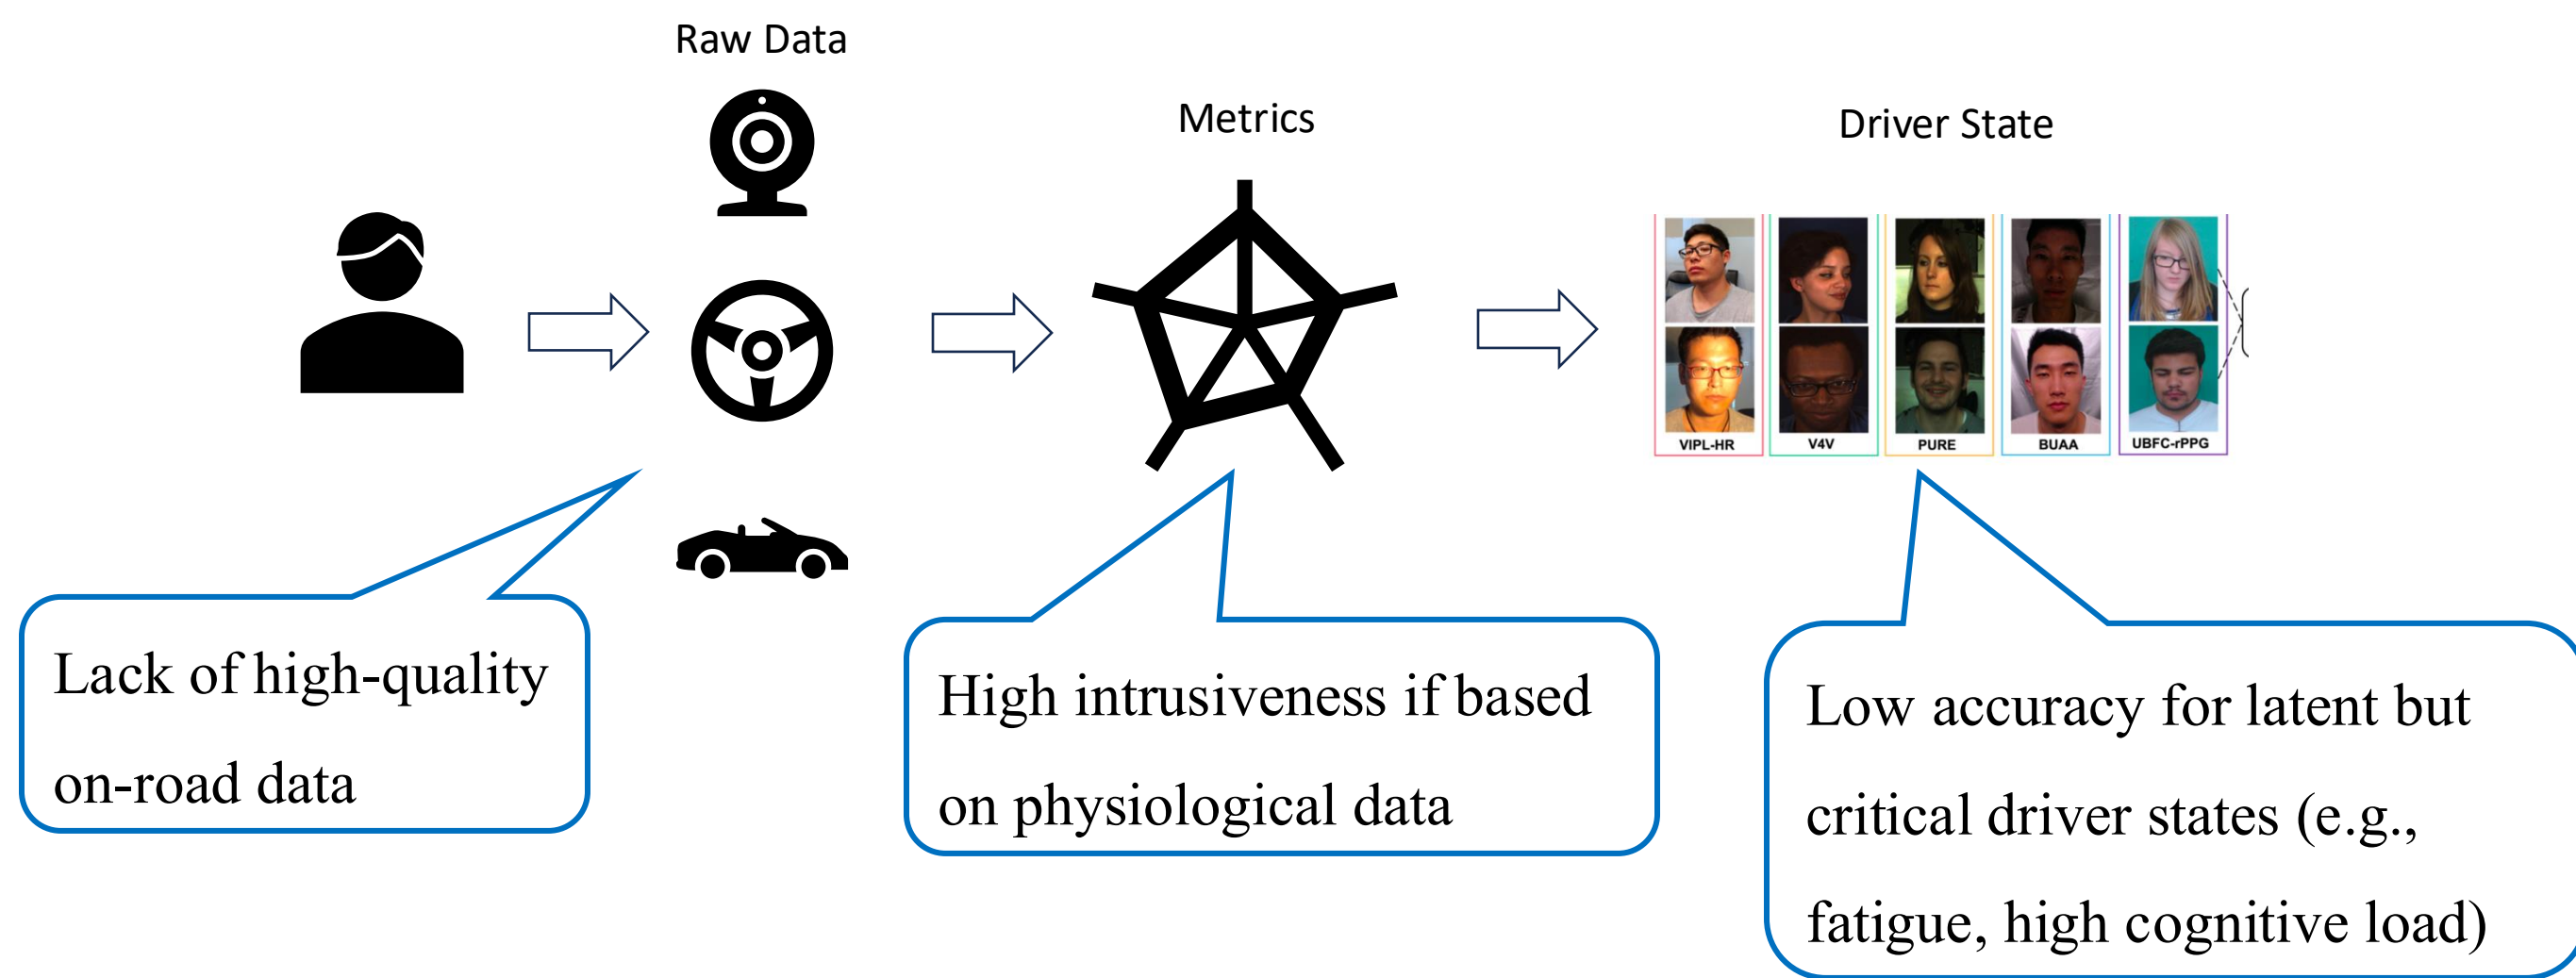 Raw Data
Metrics
Driver State
VIPL-HR
V4V
PURE
BUAA
UBFC-rPPG
Lack of high-quality
on-road data
High intrusiveness if based
on physiological data
Low accuracy for latent but
critical driver states (e.g.,
fatigue, high cognitive load)